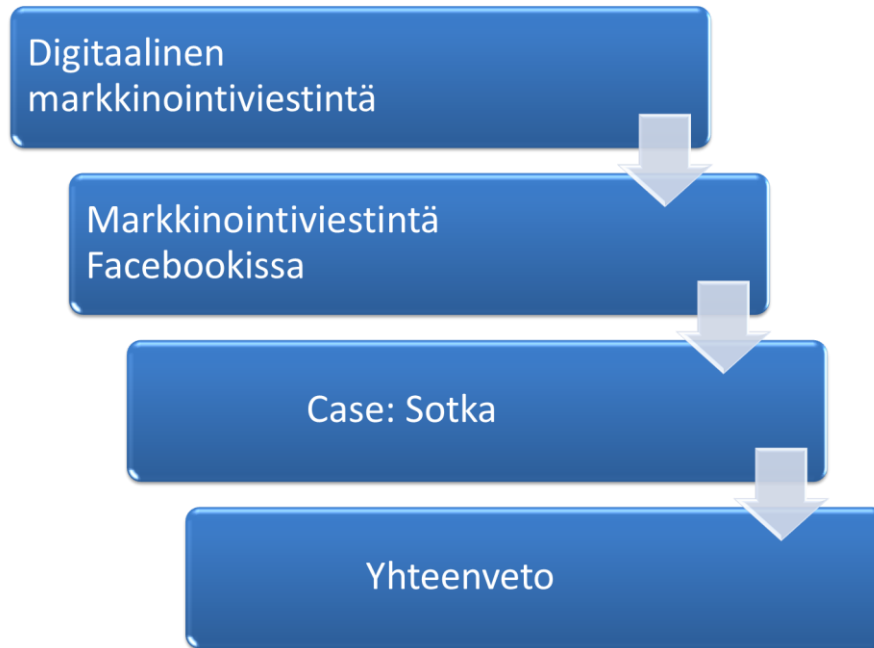 Digitaalinen
markkinointiviestintä
Markkinointiviestintä
Facebookissa
Case: Sotka
Yhteenveto